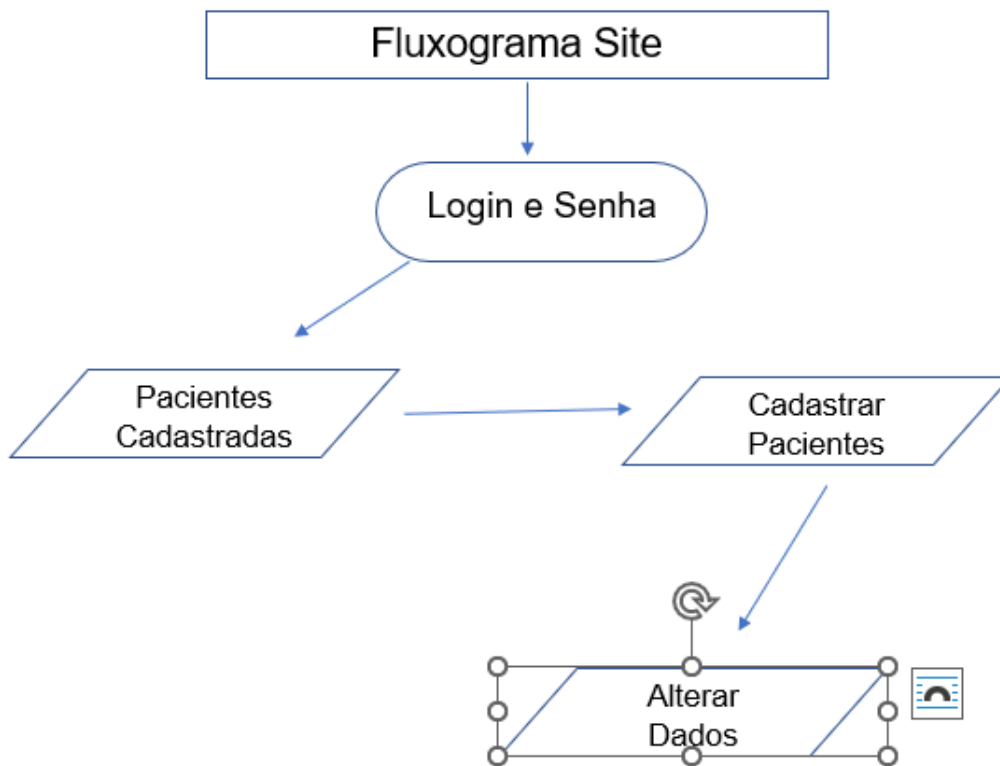 Fluxograma Site
Login e Senha
Pacientes
Cadastradas
Cadastrar
Pacientes
Alterar
Dados